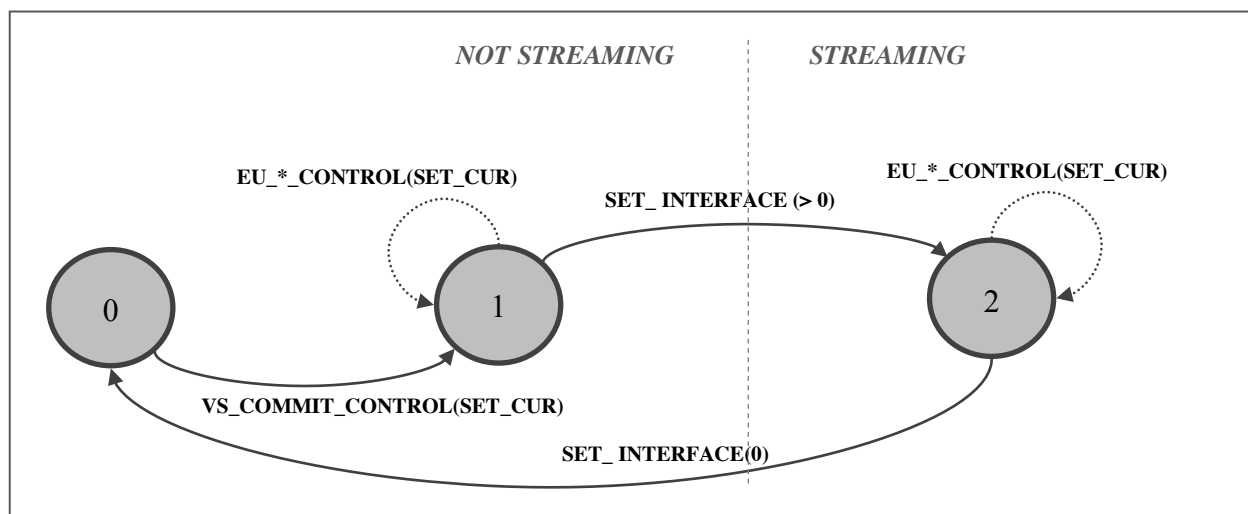 NOT STREAMING
STREAMING
EU_*_CONTROL(SET_CUR)
EU_*_CONTROL(SET_CUR)
SET_ INTERFACE (> 0)
0
1
2
VS_COMMIT_CONTROL(SET_CUR)
SET_ INTERFACE(0)